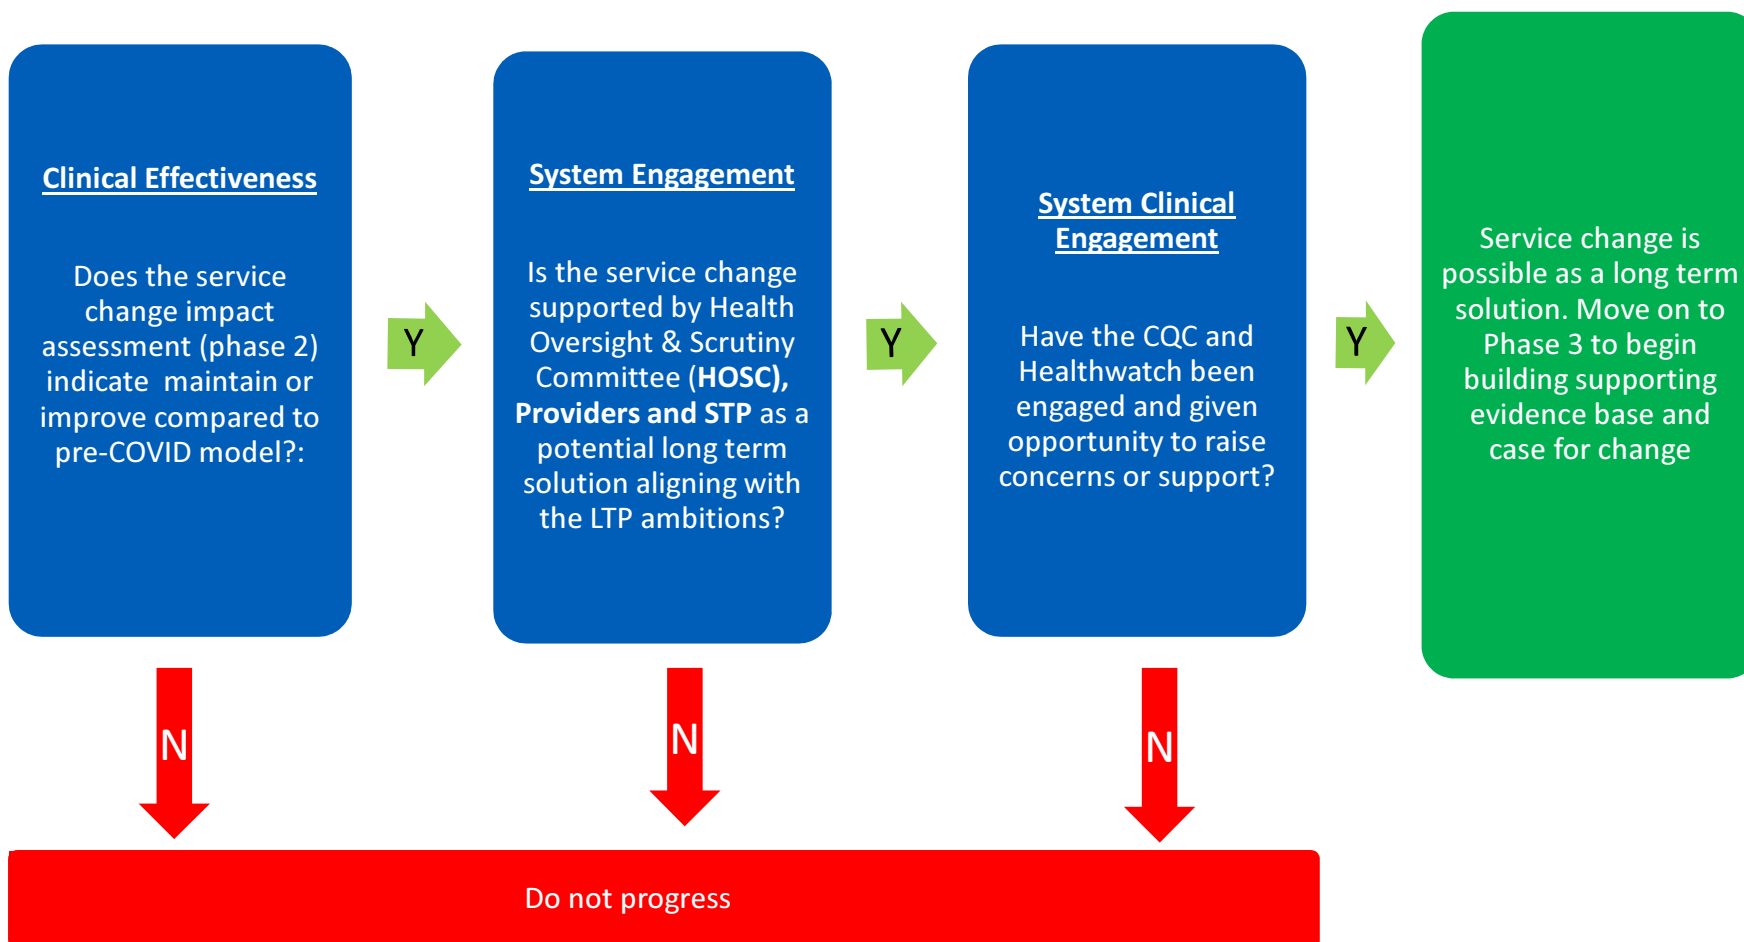 Clinical Effectiveness
Does the service
change impact
assessment (phase 2)
indicate  maintain or
improve compared to
pre-COVID model?:
N
Y
System Engagement
Is the service change
supported by Health
Oversight & Scrutiny
Committee (HOSC),
Providers and STP as a
potential long term
solution aligning with
the LTP ambitions?
N
Y
System Clinical
Engagement
Have the CQC and
Healthwatch been
engaged and given
opportunity to raise
concerns or support?
N
Y
Service change is
possible as a long term
solution. Move on to
Phase 3 to begin
building supporting
evidence base and
case for change
Do not progress